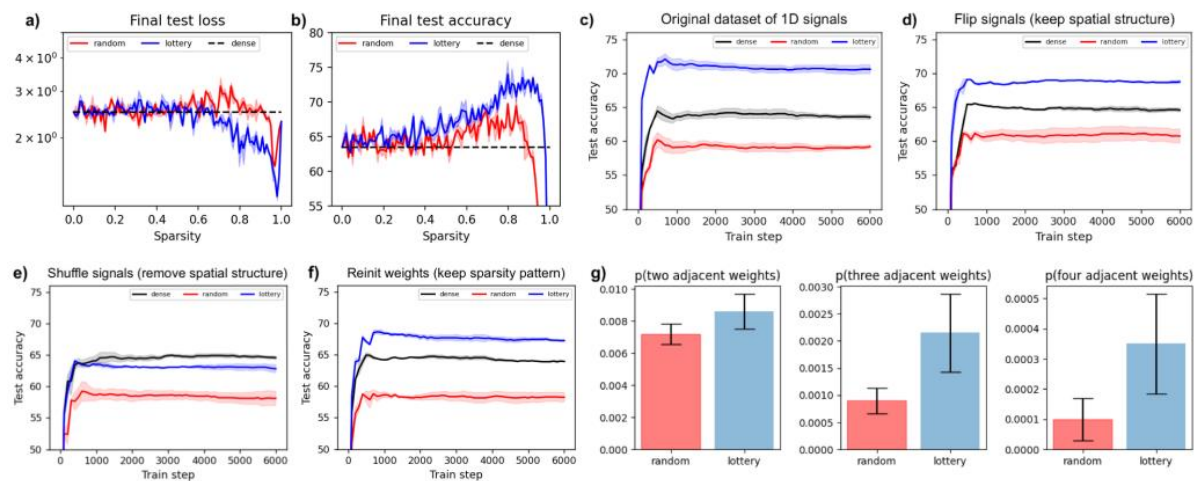 a) Final test loss
random lottery dense
4 × 10⁰
3 × 10⁰
2 × 10⁰
0.0 0.2 0.4 0.6 0.8 1.0
Sparsity
b) Final test accuracy
random lottery dense
80
75
70
65
60
55
0.0 0.2 0.4 0.6 0.8 1.0
Sparsity
c) Original dataset of 1D signals
dense random lottery
Test accuracy
75
70
65
60
55
50
0 1000 2000 3000 4000 5000 6000
Train step
d) Flip signals (keep spatial structure)
dense random lottery
Test accuracy
75
70
65
60
55
50
0 1000 2000 3000 4000 5000 6000
Train step
e) Shuffle signals (remove spatial structure)
dense random lottery
Test accuracy
75
70
65
60
55
50
0 1000 2000 3000 4000 5000 6000
Train step
f) Reinit weights (keep sparsity pattern)
dense random lottery
Test accuracy
75
70
65
60
55
50
0 1000 2000 3000 4000 5000 6000
Train step
g) p(two adjacent weights)
0.010
0.008
0.006
0.004
0.002
0.000
random lottery
p(three adjacent weights)
0.0030
0.0025
0.0020
0.0015
0.0010
0.0005
0.0000
random lottery
p(four adjacent weights)
0.0005
0.0004
0.0003
0.0002
0.0001
0.0000
random lottery